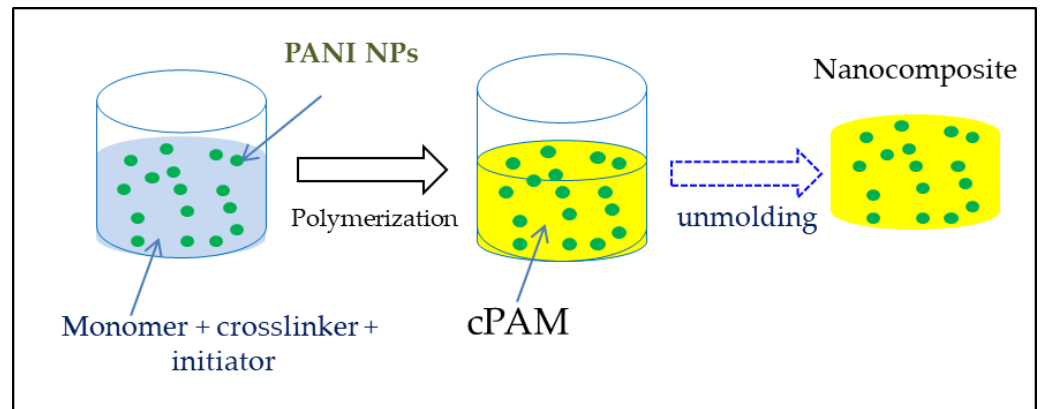 PANI NPs
Nanocomposite
Polymerization
unmolding
Monomer + crosslinker +
initiator
cPAM